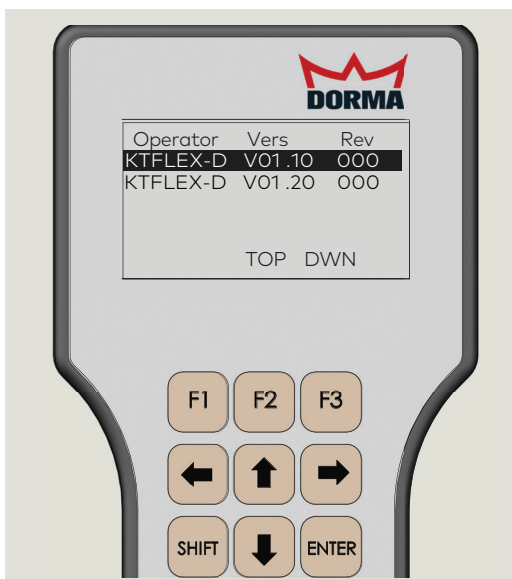 DORMA
Operator Vers Rev
KTFLEX-D V01.10 000
KTFLEX-D V01.20 000
TOP DWN
F1 F2 F3
SHIFT ENTER